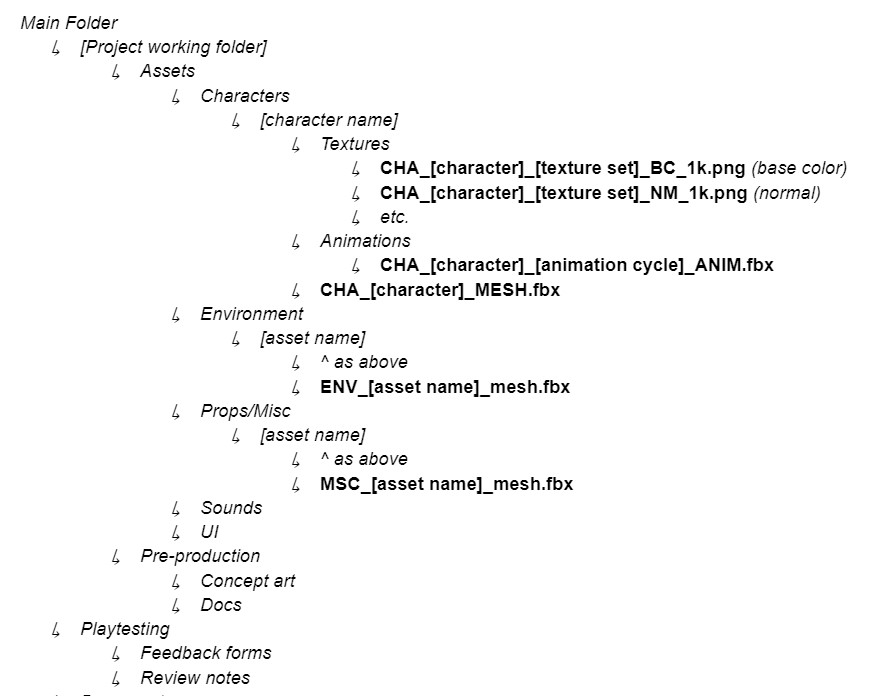 Main Folder
↳ [Project working folder]
↳ Assets
↳ Characters
↳ [character name]
↳ Textures
↳ CHA_[character]_[texture set]_BC_1k.png (base color)
↳ CHA_[character]_[texture set]_NM_1k.png (normal)
↳ etc.
↳ Animations
↳ CHA_[character]_[animation cycle]_ANIM.fbx
↳ CHA_[character]_MESH.fbx
↳ Environment
↳ [asset name]
↳ ^ as above
↳ ENV_[asset name]_mesh.fbx
↳ Props/Misc
↳ [asset name]
↳ ^ as above
↳ MSC_[asset name]_mesh.fbx
↳ Sounds
↳ UI
↳ Pre-production
↳ Concept art
↳ Docs
↳ Playtesting
↳ Feedback forms
↳ Review notes